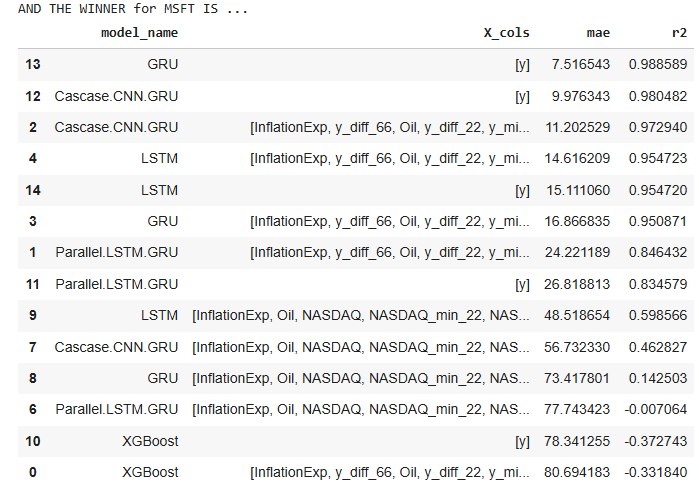 AND THE WINNER for MSFT IS ...
model_name X_cols mae r2
13 GRU [y] 7.516543 0.988589
12 Cascase.CNN.GRU [y] 9.976343 0.980482
2 Cascase.CNN.GRU [InflationExp, y_diff_66, Oil, y_diff_22, y_mi... 11.202529 0.972940
4 LSTM [InflationExp, y_diff_66, Oil, y_diff_22, y_mi... 14.616209 0.954723
14 LSTM [y] 15.111060 0.954720
3 GRU [InflationExp, y_diff_66, Oil, y_diff_22, y_mi... 16.866835 0.950871
1 Parallel.LSTM.GRU [InflationExp, y_diff_66, Oil, y_diff_22, y_mi... 24.221189 0.846432
11 Parallel.LSTM.GRU [y] 26.818813 0.834579
9 LSTM [InflationExp, Oil, NASDAQ, NASDAQ_min_22, NAS... 48.518654 0.598566
7 Cascase.CNN.GRU [InflationExp, Oil, NASDAQ, NASDAQ_min_22, NAS... 56.732330 0.462827
8 GRU [InflationExp, Oil, NASDAQ, NASDAQ_min_22, NAS... 73.417801 0.142503
6 Parallel.LSTM.GRU [InflationExp, Oil, NASDAQ, NASDAQ_min_22, NAS... 77.743423 -0.007064
10 XGBoost [y] 78.341255 -0.372743
0 XGBoost [InflationExp, y_diff_66, Oil, y_diff_22, y_mi... 80.694183 -0.331840